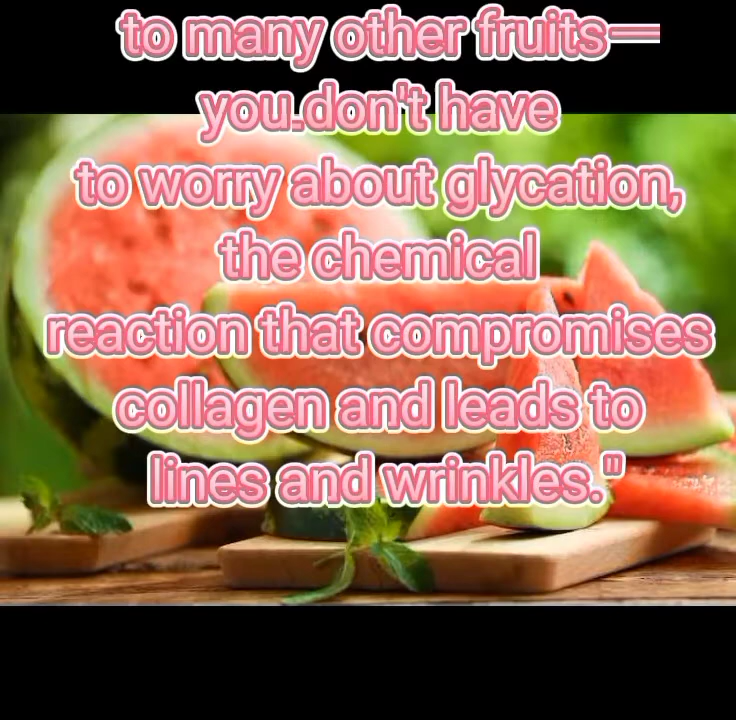 to many other fruits—
you.don't have
to worry about glycation,
the chemical
reaction that compromises
collagen and leads to
lines and wrinkles."